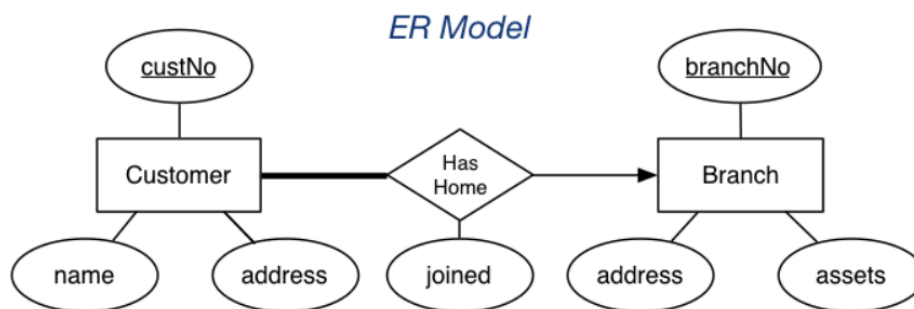 ER Model
custNo
branchNo
Customer
Has
Home
Branch
name
address
joined
address
assets